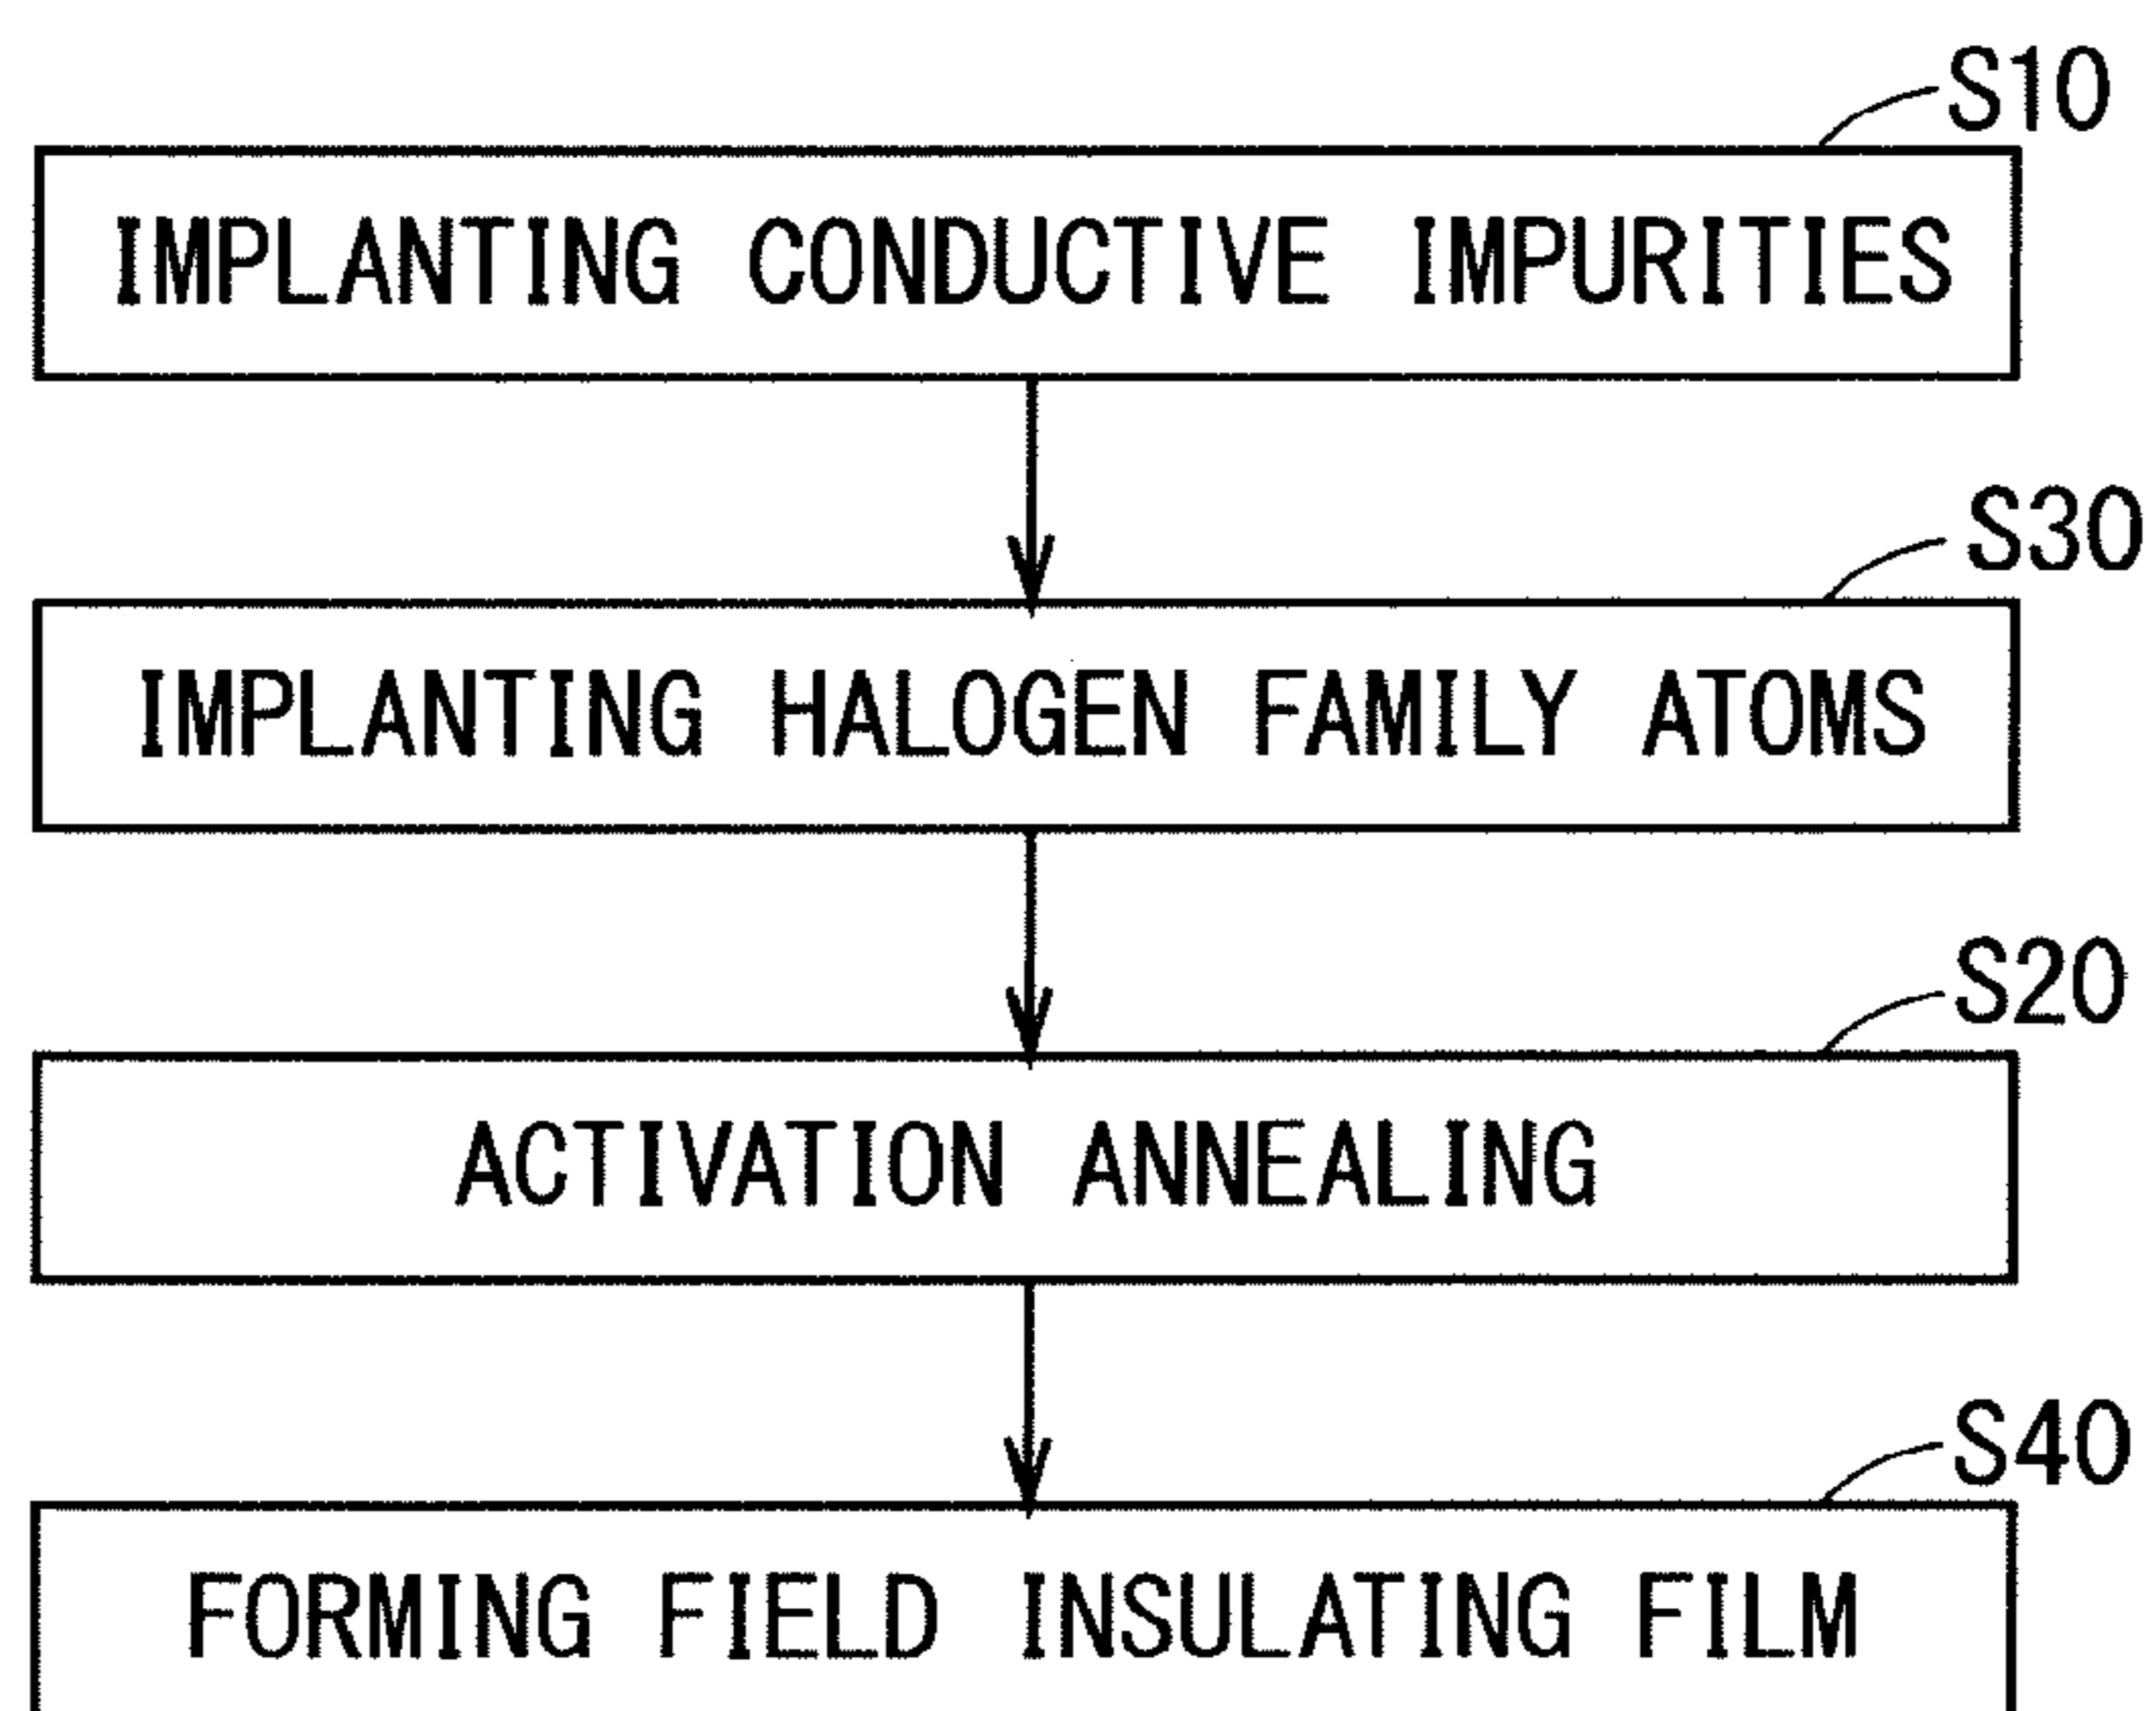 S10
IMPLANTING CONDUCTIVE IMPURITIES
S30
IMPLANTING HALOGEN FAMILY ATOMS
S20
ACTIVATION ANNEALING
S40
FORMING FIELD INSULATING FILM